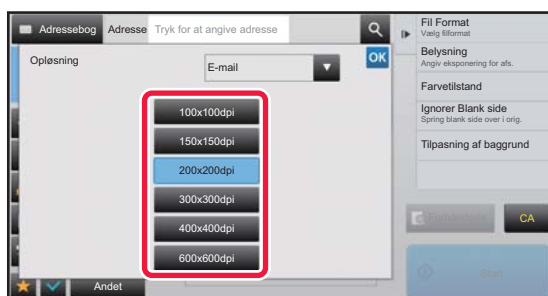 Adressebog
Adresse
Tryk for at angive adresse
Opløsning
E-mail
OK
100x100dpi
150x150dpi
200x200dpi
300x300dpi
400x400dpi
600x600dpi
Andet
Fil Format
Vælg filformat
Belysning
Angiv eksponering for afs.
Farvetilstand
Ignorer Blank side
Spring blank side over i orig.
Tilpasning af baggrund
CA
Start